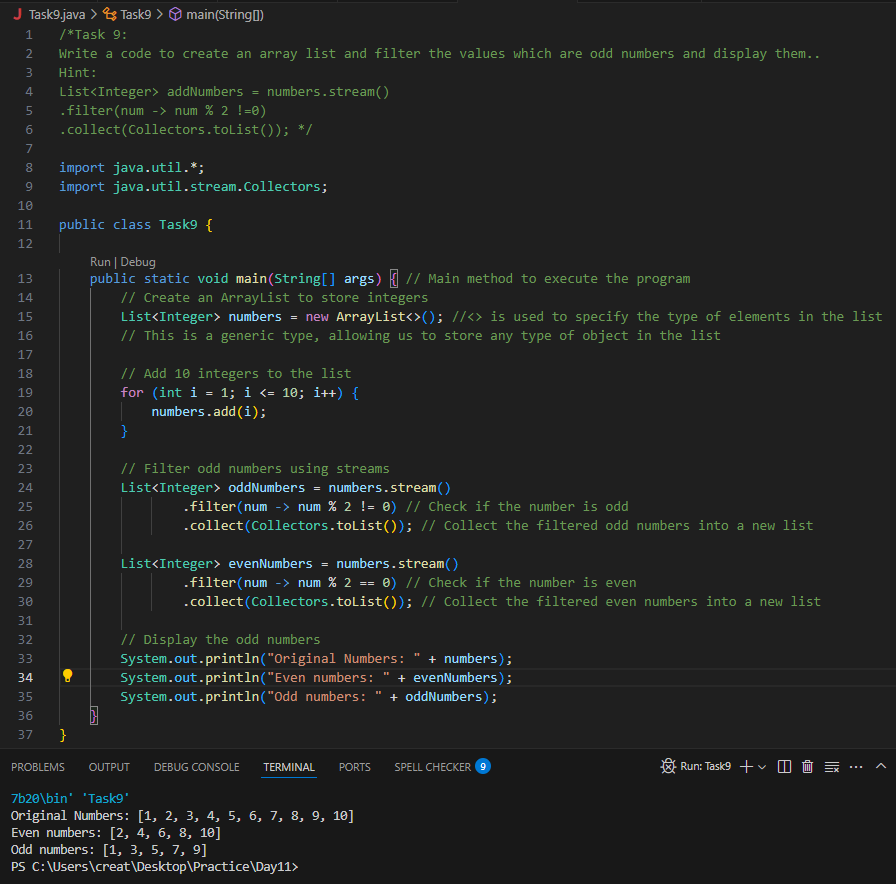 Task9.java > Task9 > main(String[])
1 /*Task 9:
2 Write a code to create an array list and filter the values which are odd numbers and display them..
3 Hint:
4 List<Integer> addNumbers = numbers.stream()
5 .filter(num -> num % 2 !=0)
6 .collect(Collectors.toList()); */
7
8 import java.util.*;
9 import java.util.stream.Collectors;
10
11 public class Task9 {
12
Run | Debug
13 public static void main(String[] args) { // Main method to execute the program
14 // Create an ArrayList to store integers
15 List<Integer> numbers = new ArrayList<>(); //<> is used to specify the type of elements in the list
16 // This is a generic type, allowing us to store any type of object in the list
17
18 // Add 10 integers to the list
19 for (int i = 1; i <= 10; i++) {
20 numbers.add(i);
21 }
22
23 // Filter odd numbers using streams
24 List<Integer> oddNumbers = numbers.stream()
25 .filter(num -> num % 2 != 0) // Check if the number is odd
26 .collect(Collectors.toList()); // Collect the filtered odd numbers into a new list
27
28 List<Integer> evenNumbers = numbers.stream()
29 .filter(num -> num % 2 == 0) // Check if the number is even
30 .collect(Collectors.toList()); // Collect the filtered even numbers into a new list
31
32 // Display the odd numbers
33 System.out.println("Original Numbers: " + numbers);
34 System.out.println("Even numbers: " + evenNumbers);
35 System.out.println("Odd numbers: " + oddNumbers);
36 }
37 }
PROBLEMS OUTPUT DEBUG CONSOLE TERMINAL PORTS SPELL CHECKER 9 Run: Task9
7b20\bin' 'Task9'
Original Numbers: [1, 2, 3, 4, 5, 6, 7, 8, 9, 10]
Even numbers: [2, 4, 6, 8, 10]
Odd numbers: [1, 3, 5, 7, 9]
PS C:\Users\creat\Desktop\Practice\Day11>